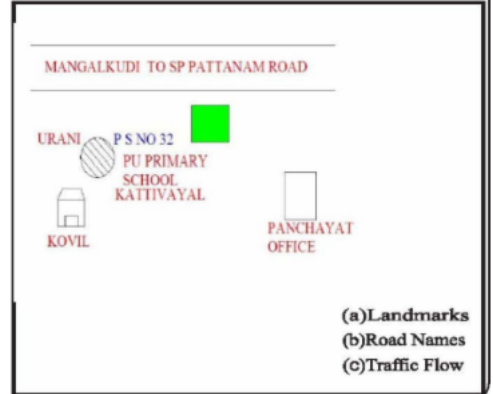 MANGALKUDI TO SP PATTANAM ROAD
URANI
P S NO 32
PU PRIMARY
SCHOOL
KATTIVAYAL
KOVIL
PANCHAYAT
OFFICE
(a)Landmarks
(b)Road Names
(c)Traffic Flow